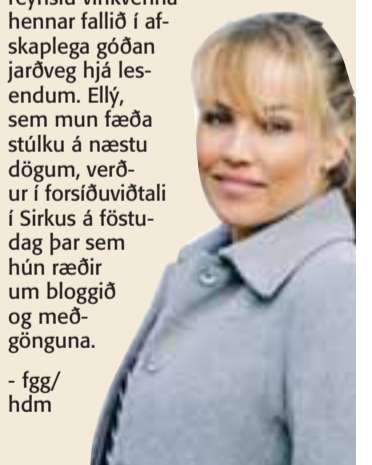 reynslu vinkvenna
hennar fallið í af-
skaplega góðan
jarðveg hjá les-
endum. Ellý,
sem mun fæða
stúlku á næstu
dögum, verð-
ur í forsíðuviðtali
í Sirkus á föstu-
dag þar sem
hún ræðir
um bloggið
og með-
gönguna.
- fgg/
hdm